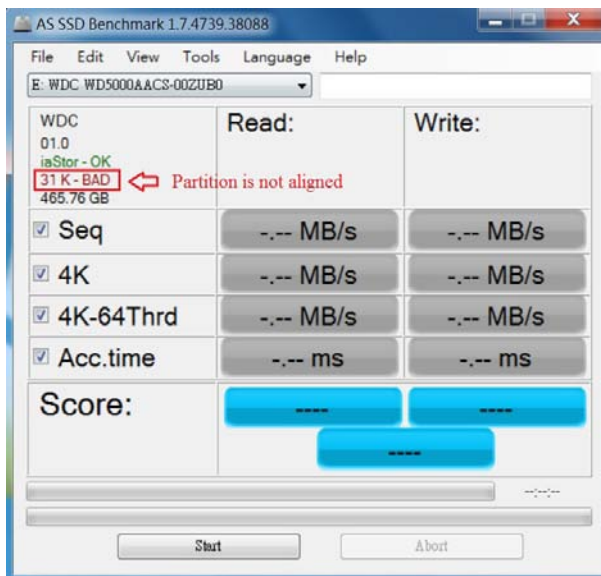 AS SSD Benchmark 1.7.4739.38088
File Edit View Tools Language Help
E: WDC WD5000AACS-00ZUB0
WDC
01.0
iaStor - OK
31 K - BAD
Partition is not aligned
465.76 GB
Read:
Write:
Seq
-.-- MB/s
-.-- MB/s
4K
-.-- MB/s
-.-- MB/s
4K-64Thrd
-.-- MB/s
-.-- MB/s
Acc.time
-.-- ms
-.-- ms
Score:
----
----
----
--:--:--
Start
Abort